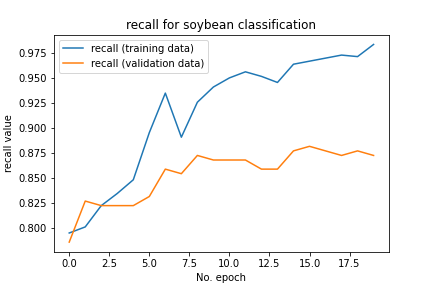 recall for soybean classification
recall (training data)
recall (validation data)
recall value
0.975
0.950
0.925
0.900
0.875
0.850
0.825
0.800
0.0 2.5 5.0 7.5 10.0 12.5 15.0 17.5
No. epoch